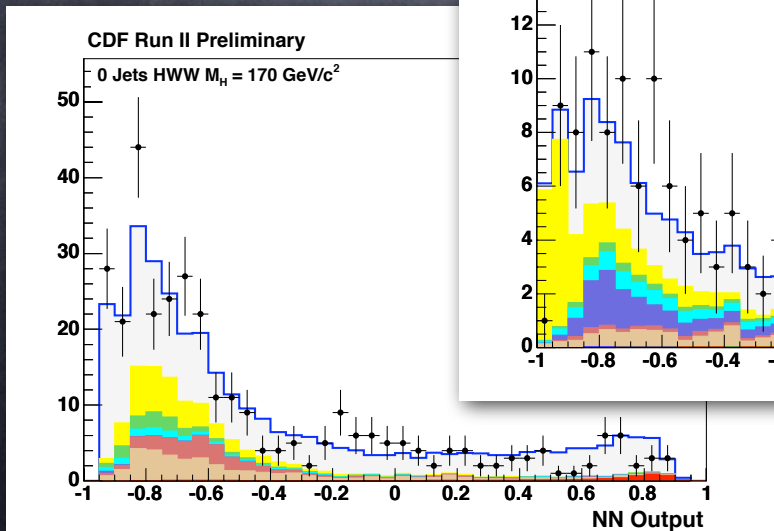 CDF Run II Preliminary
0 Jets HWW M_H = 170 GeV/c²
50
40
30
20
10
0
-1 -0.8 -0.6 -0.4 -0.2 0 0.2 0.4 0.6 0.8 1
NN Output
12
10
8
6
4
2
0
-1 -0.8 -0.6 -0.4